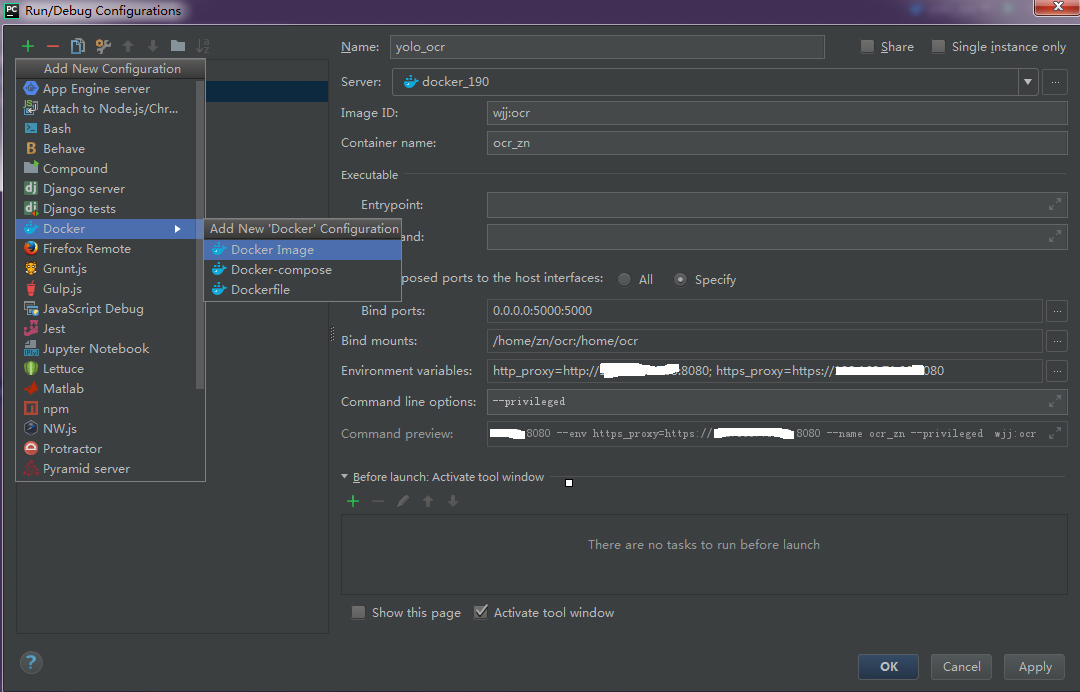 PC Run/Debug Configurations
Add New Configuration
App Engine server
Attach to Node.js/Chr...
Bash
Behave
Compound
Django server
Django tests
Docker
Firefox Remote
Grunt.js
Gulp.js
JavaScript Debug
Jest
Jupyter Notebook
Lettuce
Matlab
npm
NW.js
Protractor
Pyramid server
Add New 'Docker' Configuration
Docker Image
Docker-compose
Dockerfile
Name: yolo_ocr Share Single instance only
Server: docker_190 ...
Image ID: wjj:ocr
Container name: ocr_zn
Executable
Entrypoint:
and:
posed ports to the host interfaces: All Specify
Bind ports: 0.0.0.0:5000:5000 ...
Bind mounts: /home/zn/ocr:/home/ocr ...
Environment variables: http_proxy=http:// .8080; https_proxy=https:// 080 ...
Command line options: --privileged
Command preview: 8080 --env https_proxy=https:// 8080 --name ocr_zn --privileged wjj:ocr
Before launch: Activate tool window
There are no tasks to run before launch
Show this page Activate tool window
? OK Cancel Apply